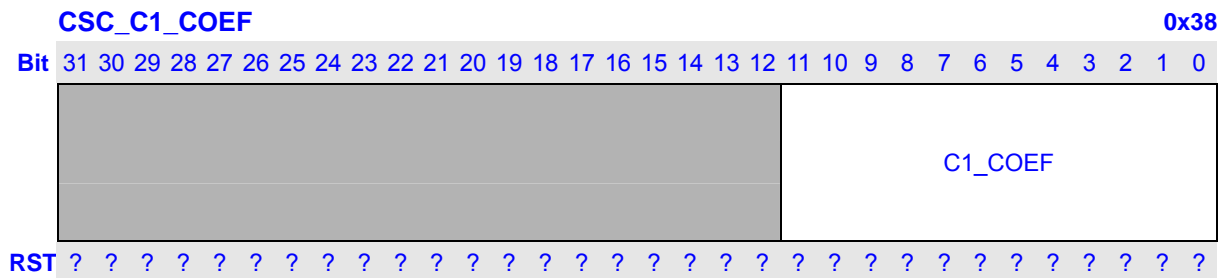 CSC_C1_COEF 0x38
Bit 31 30 29 28 27 26 25 24 23 22 21 20 19 18 17 16 15 14 13 12 11 10 9 8 7 6 5 4 3 2 1 0
C1_COEF
RST ? ? ? ? ? ? ? ? ? ? ? ? ? ? ? ? ? ? ? ? ? ? ? ? ? ? ? ? ? ? ? ?